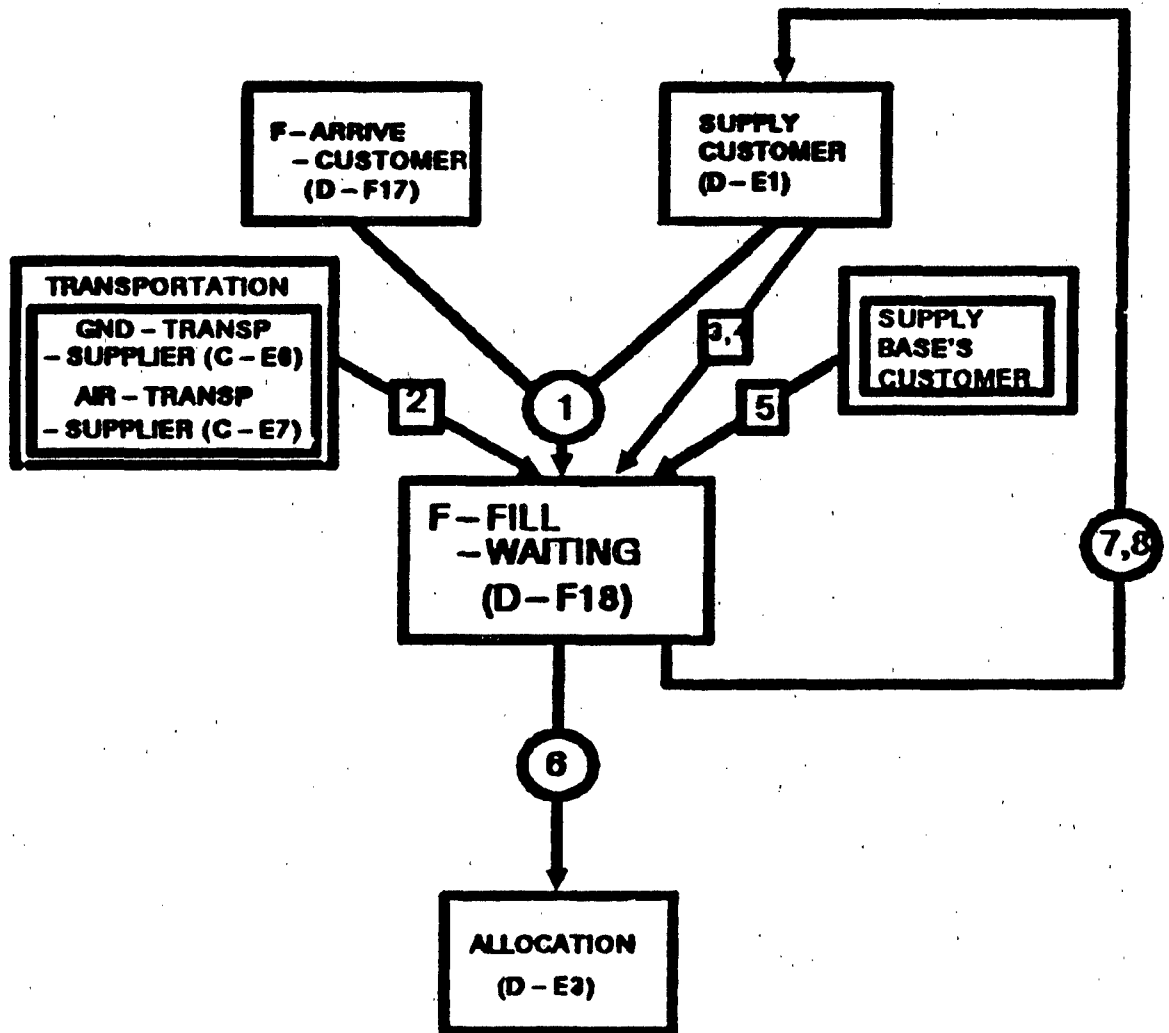 F – ARRIVE
– CUSTOMER
(D – F17)
SUPPLY
CUSTOMER
(D – E1)
TRANSPORTATION
GND – TRANSP
– SUPPLIER (C – E6)
AIR – TRANSP
– SUPPLIER (C – E7)
SUPPLY
BASE'S
CUSTOMER
3,4
2
1
5
F – FILL
– WAITING
(D – F18)
7,8
6
ALLOCATION
(D – E3)